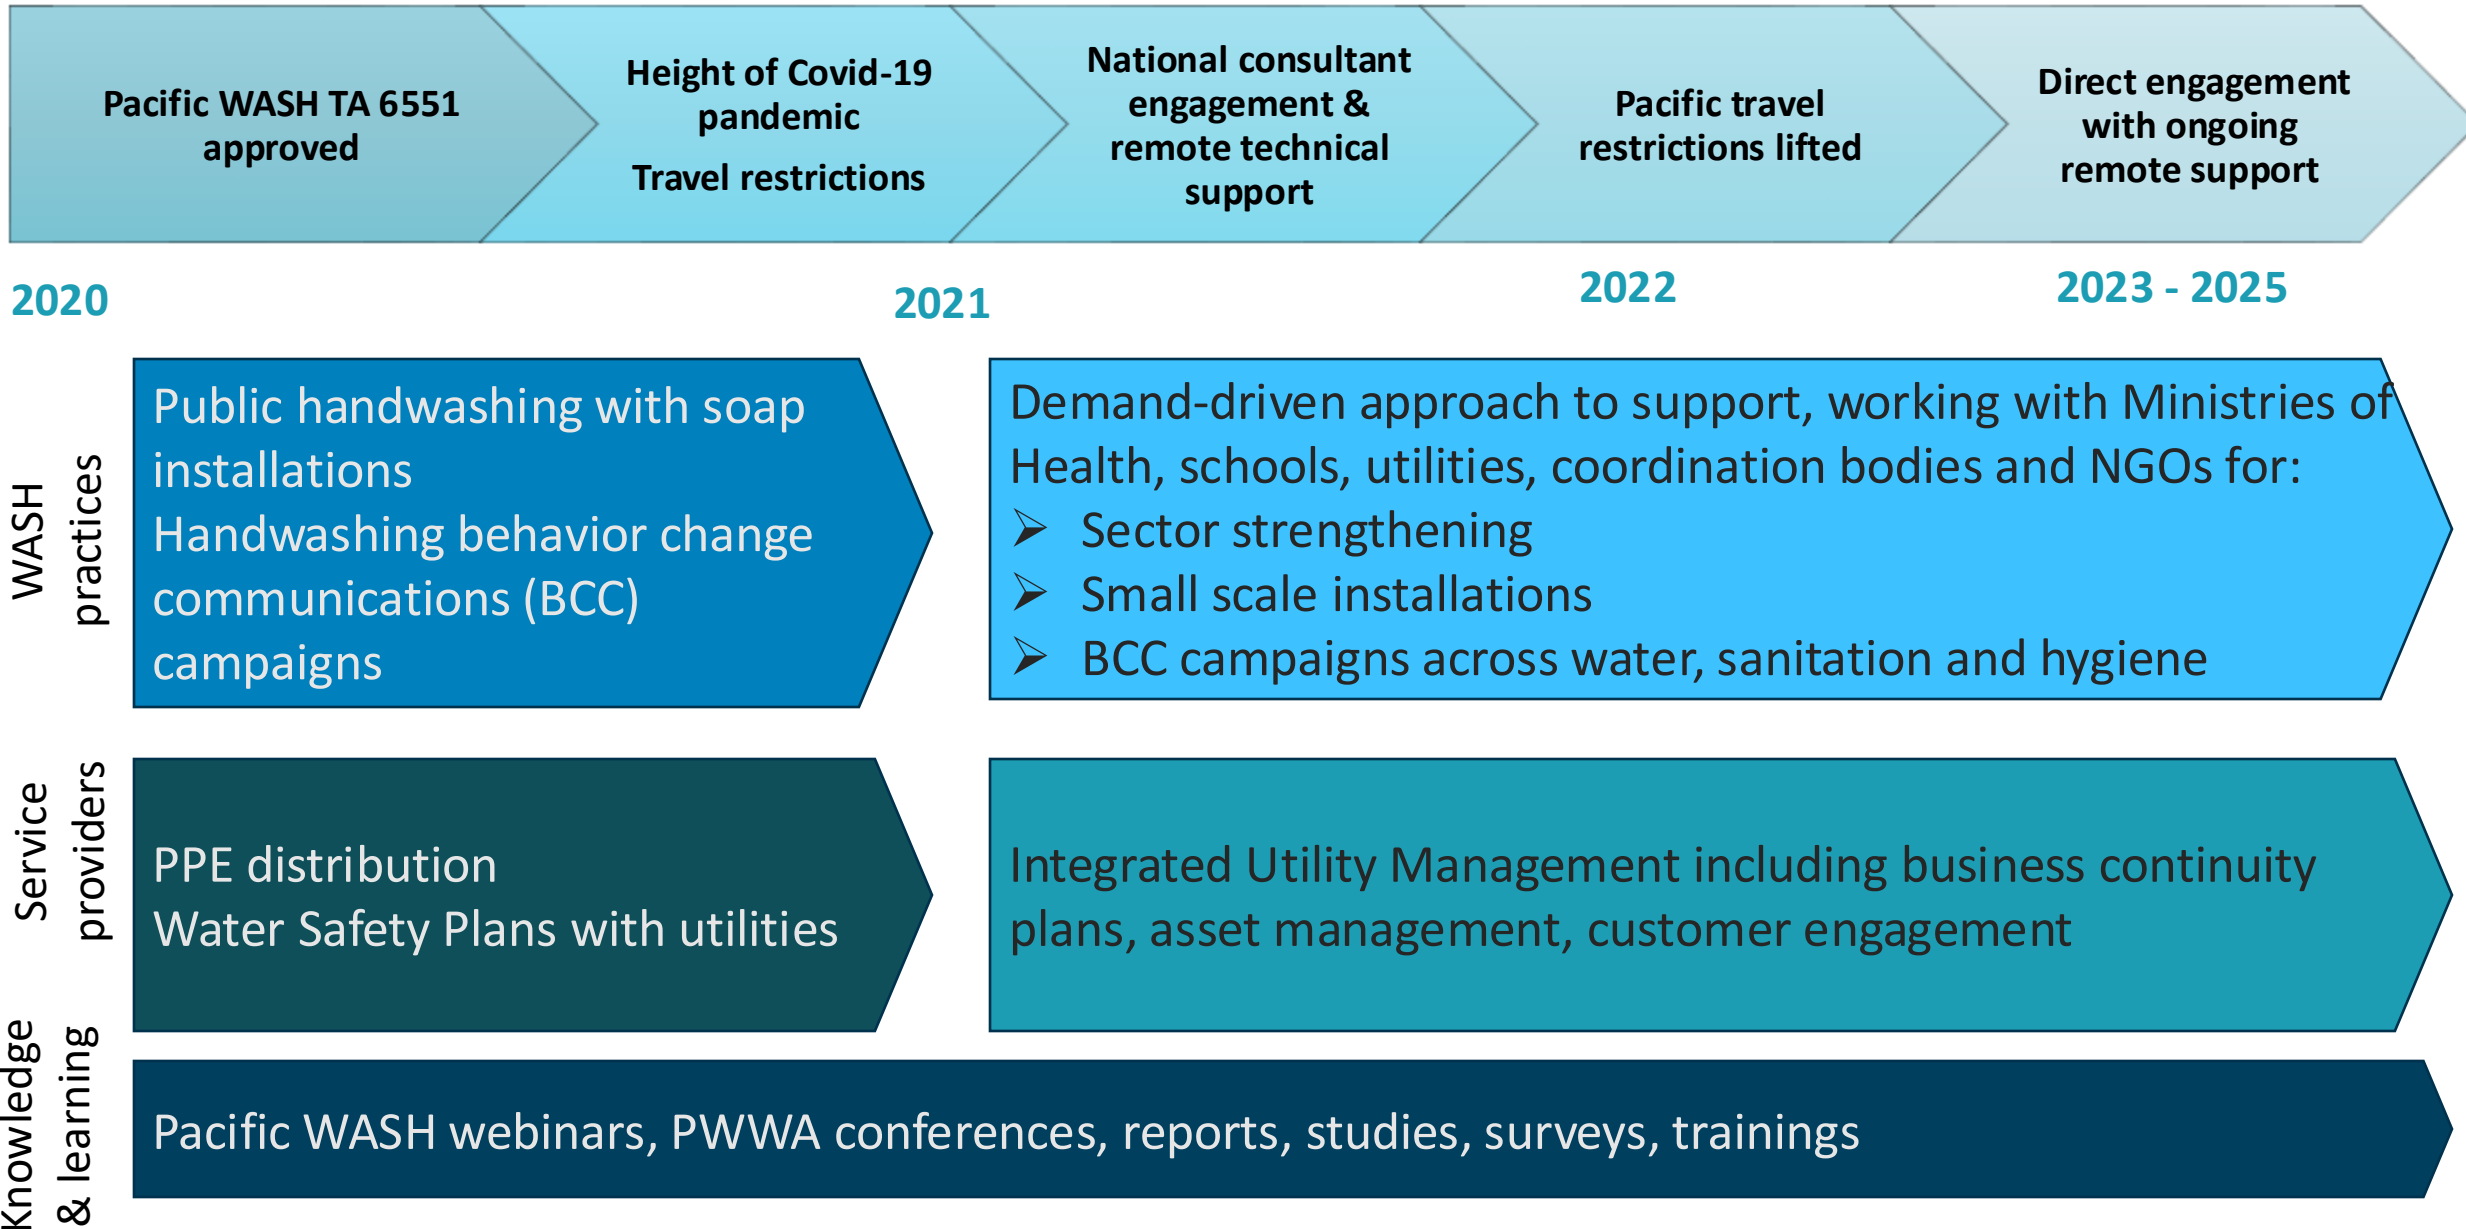 Pacific WASH TA 6551
approved
Height of Covid-19
pandemic
Travel restrictions
National consultant
engagement &
remote technical
support
Pacific travel
restrictions lifted
Direct engagement
with ongoing
remote support
2020
2021
2022
2023 - 2025
WASH
practices
Public handwashing with soap
installations
Handwashing behavior change
communications (BCC)
campaigns
Demand-driven approach to support, working with Ministries of
Health, schools, utilities, coordination bodies and NGOs for:
➢ Sector strengthening
➢ Small scale installations
➢ BCC campaigns across water, sanitation and hygiene
Service
providers
PPE distribution
Water Safety Plans with utilities
Integrated Utility Management including business continuity
plans, asset management, customer engagement
Knowledge
& learning
Pacific WASH webinars, PWWA conferences, reports, studies, surveys, trainings